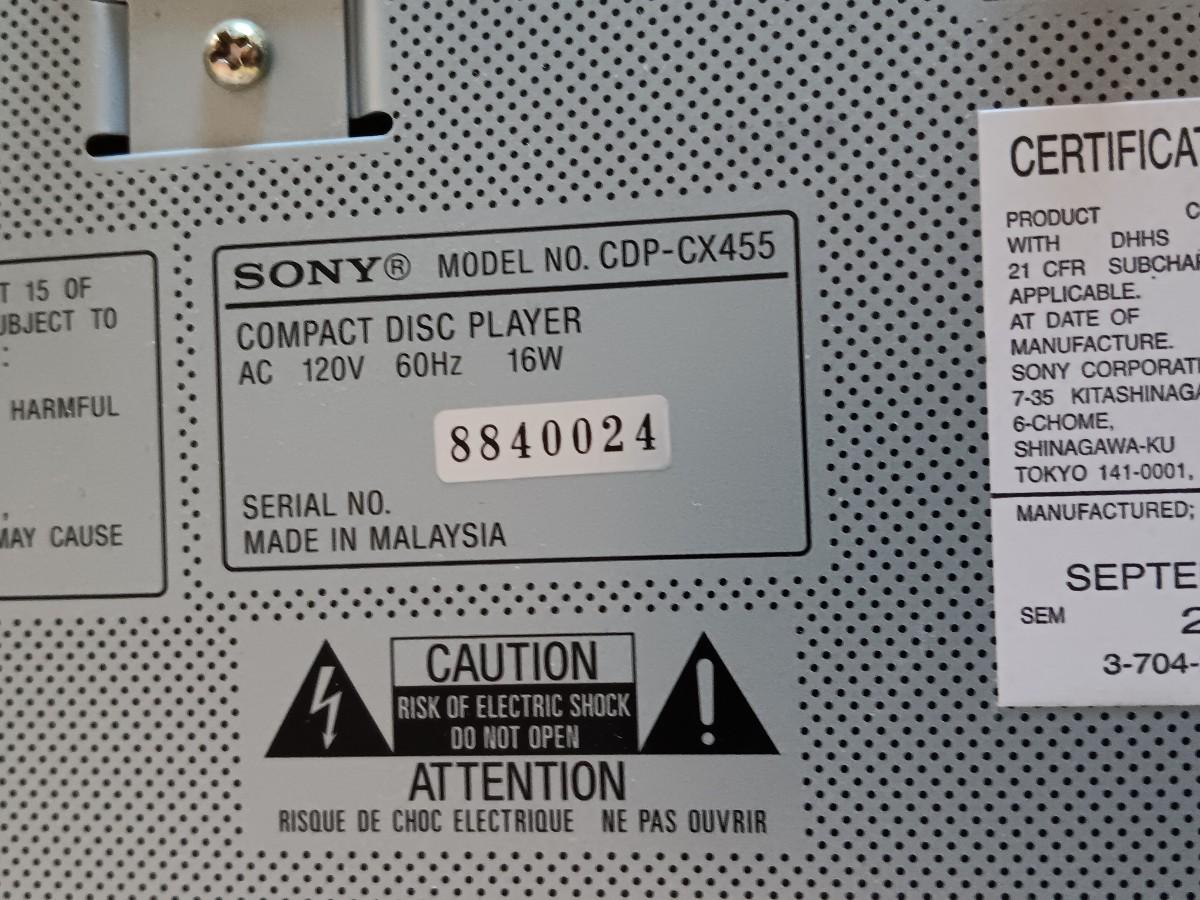 T 15 OF
UBJECT TO
:
HARMFUL
,
MAY CAUSE
SONY® MODEL NO. CDP-CX455
COMPACT DISC PLAYER
AC 120V 60Hz 16W
8840024
SERIAL NO.
MADE IN MALAYSIA
CAUTION
RISK OF ELECTRIC SHOCK
DO NOT OPEN
ATTENTION
RISQUE DE CHOC ELECTRIQUE NE PAS OUVRIR
CERTIFICA
PRODUCT C
WITH DHHS
21 CFR SUBCHAP
APPLICABLE.
AT DATE OF
MANUFACTURE.
SONY CORPORATI
7-35 KITASHINAGA
6-CHOME,
SHINAGAWA-KU
TOKYO 141-0001,
MANUFACTURED;
SEPTE
SEM 2
3-704-